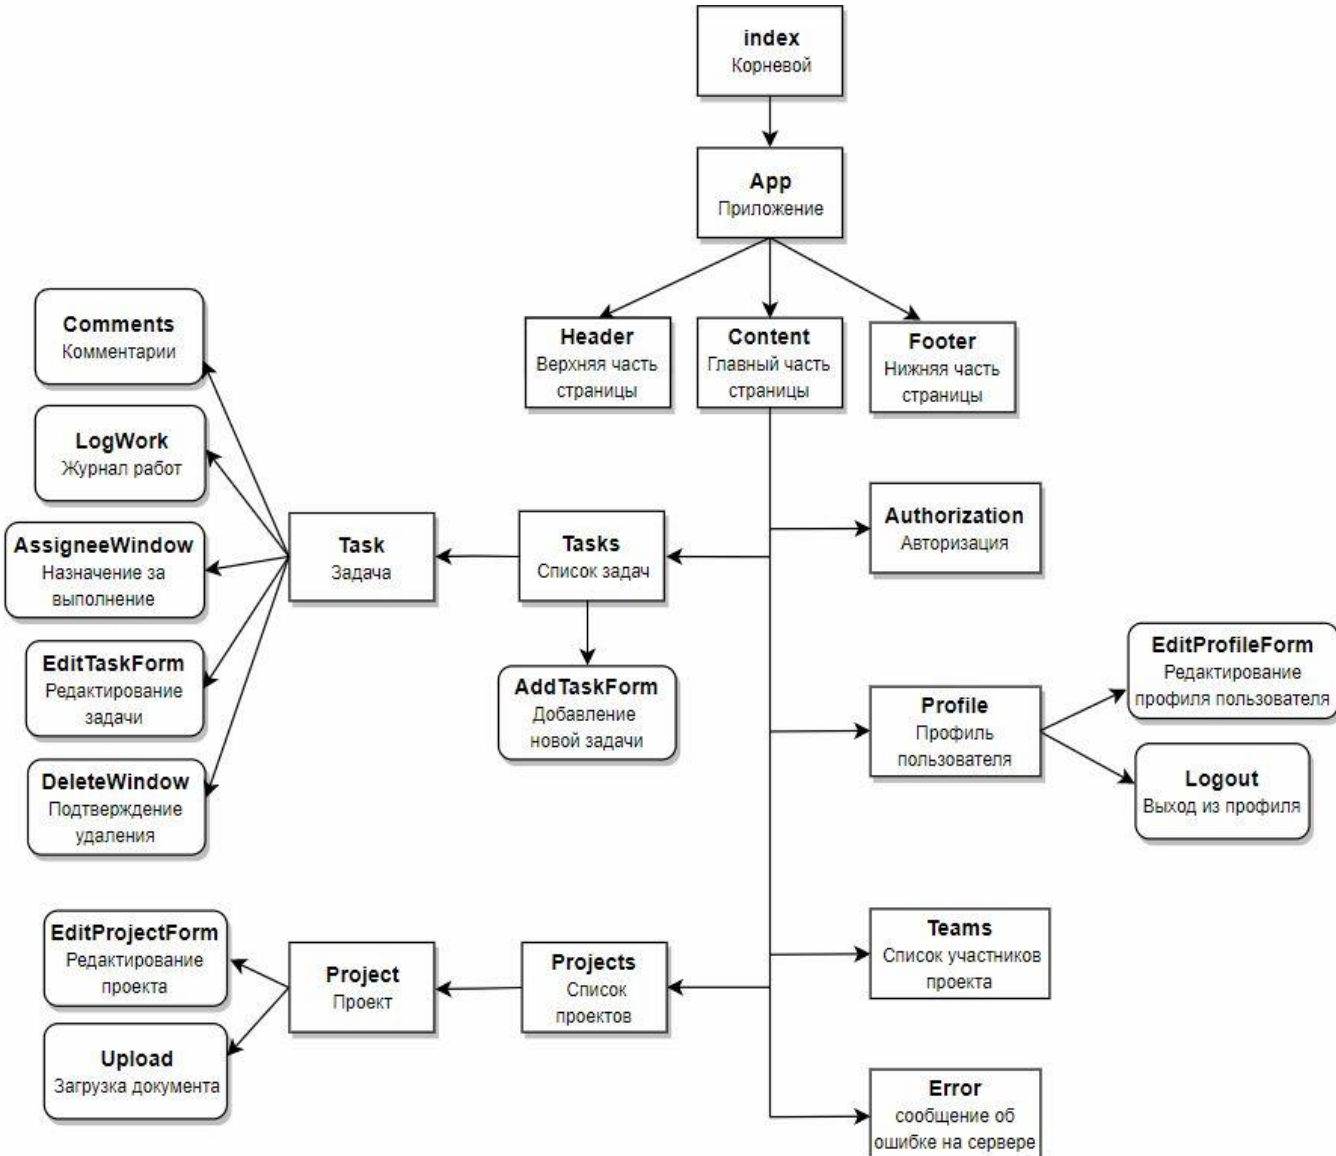 index
Корневой
App
Приложение
Header
Верхняя часть
страницы
Content
Главный часть
страницы
Footer
Нижняя часть
страницы
Comments
Комментарии
LogWork
Журнал работ
AssigneeWindow
Назначение за
выполнение
EditTaskForm
Редактирование
задачи
DeleteWindow
Подтверждение
удаления
Task
Задача
Tasks
Список задач
AddTaskForm
Добавление
новой задачи
Authorization
Авторизация
Profile
Профиль
пользователя
EditProfileForm
Редактирование
профиля пользователя
Logout
Выход из профиля
EditProjectForm
Редактирование
проекта
Upload
Загрузка документа
Project
Проект
Projects
Список
проектов
Teams
Список участников
проекта
Error
сообщение об
ошибке на сервере